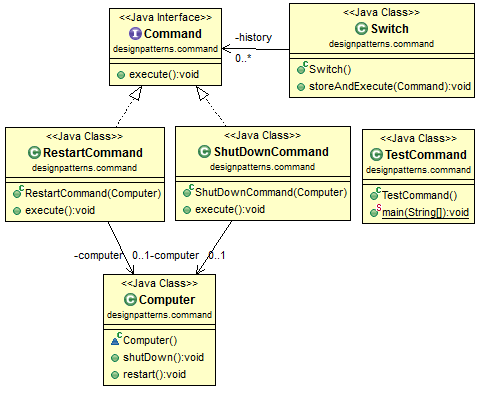 <<Java Interface>>
Command
designpatterns.command
execute():void
<<Java Class>>
Switch
designpatterns.command
Switch()
storeAndExecute(Command):void
-history
0..*
<<Java Class>>
RestartCommand
designpatterns.command
RestartCommand(Computer)
execute():void
<<Java Class>>
ShutDownCommand
designpatterns.command
ShutDownCommand(Computer)
execute():void
<<Java Class>>
TestCommand
designpatterns.command
TestCommand()
main(String[]):void
-computer 0..1
-computer 0..1
<<Java Class>>
Computer
designpatterns.command
Computer()
shutDown():void
restart():void